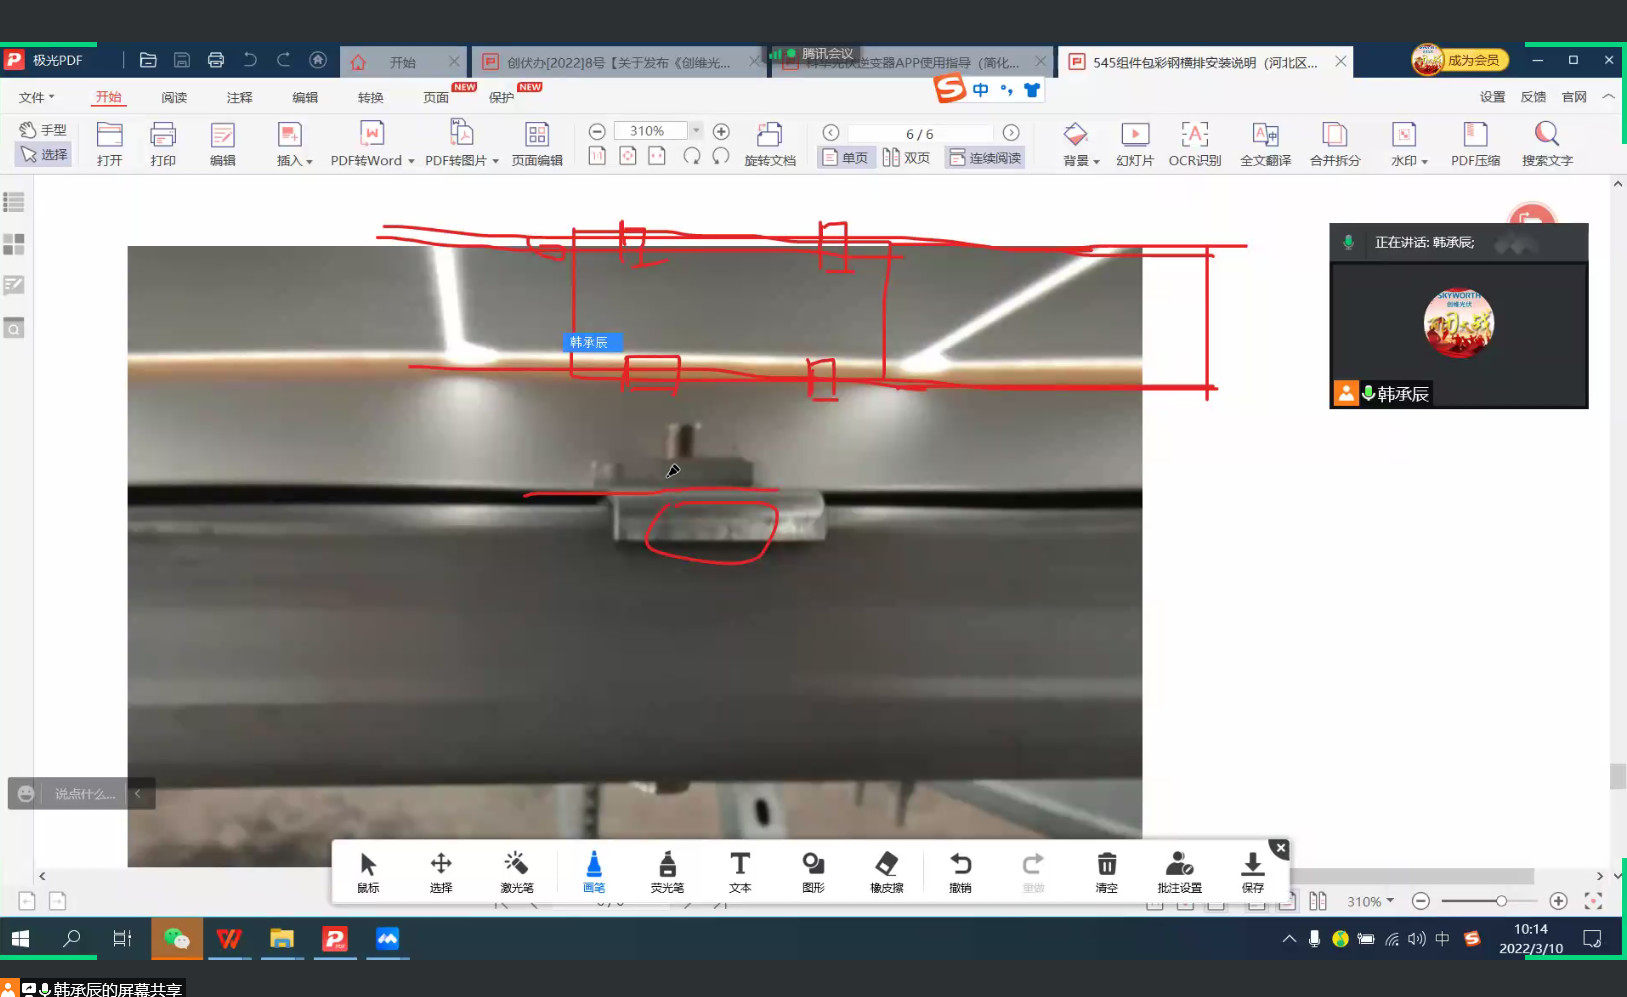 极光PDF
开始
创伏办[2022]8号【关于发布《创维光...
腾讯会议
伏逆变器APP使用指导（简化...
545组件包彩钢横排安装说明（河北区...
成为会员
文件
开始
阅读
注释
编辑
转换
页面
NEW
保护
NEW
中
设置
反馈
官网
手型
选择
打开
打印
编辑
插入
PDF转Word
PDF转图片
页面编辑
310%
旋转文档
6 / 6
单页
双页
连续阅读
背景
幻灯片
OCR识别
全文翻译
合并拆分
水印
PDF压缩
搜索文字
正在讲话: 韩承辰;
SKYWORTH
创维光伏
韩承辰
韩承辰
说点什么...
鼠标
选择
激光笔
画笔
荧光笔
文本
图形
橡皮擦
撤销
重做
清空
批注设置
保存
310%
中
10:14
2022/3/10
韩承辰的屏幕共享